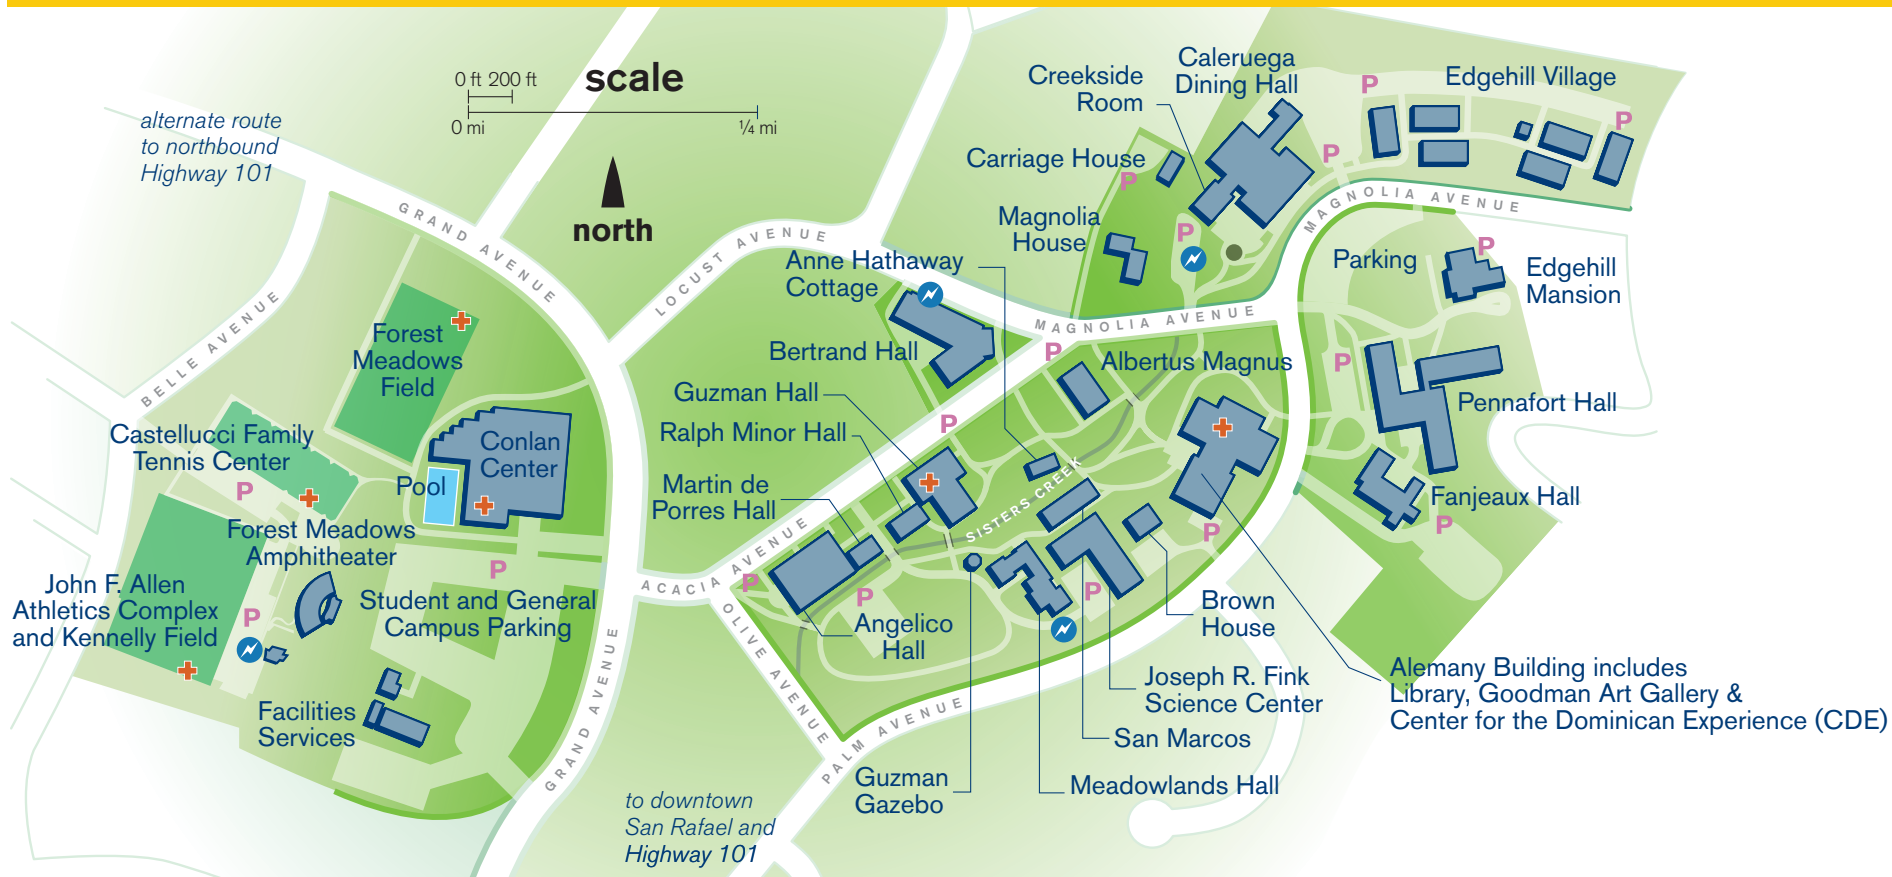 scale
0 ft 200 ft
0 mi
¼ mi
north
alternate route
to northbound
Highway 101
GRAND AVENUE
LOCUST AVENUE
BELLE AVENUE
Forest
Meadows
Field
Castellucci Family
Tennis Center
P
Pool
Conlan
Center
Forest Meadows
Amphitheater
John F. Allen
Athletics Complex
and Kennelly Field
P
P
Student and General
Campus Parking
Facilities
Services
GRAND AVENUE
to downtown
San Rafael and
Highway 101
Creekside
Room
Caleruega
Dining Hall
P
Edgehill Village
P
P
Carriage House
P
Magnolia
House
P
MAGNOLIA AVENUE
Parking
P
Edgehill
Mansion
Anne Hathaway
Cottage
MAGNOLIA AVENUE
P
Bertrand Hall
Albertus Magnus
P
Guzman Hall
P
Pennafort Hall
Ralph Minor Hall
Martin de
Porres Hall
SISTERS CREEK
Fanjeaux Hall
P
P
ACACIA AVENUE
P
P
P
OLIVE AVENUE
Angelico
Hall
Brown
House
Joseph R. Fink
Science Center
Alemany Building includes
Library, Goodman Art Gallery &
Center for the Dominican Experience (CDE)
San Marcos
PALM AVENUE
Guzman
Gazebo
Meadowlands Hall